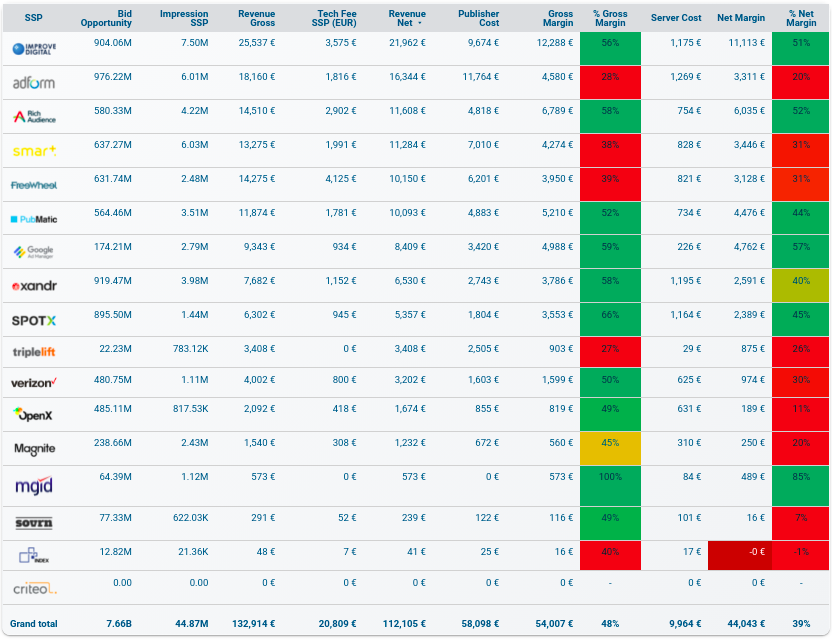 SSP Bid Opportunity Impression SSP Revenue Gross Tech Fee SSP (EUR) Revenue Net Publisher Cost Gross Margin % Gross Margin Server Cost Net Margin % Net Margin
IMPROVE DIGITAL 904.06M 7.50M 25,537 € 3,575 € 21,962 € 9,674 € 12,288 € 56% 1,175 € 11,113 € 51%
adform 976.22M 6.01M 18,160 € 1,816 € 16,344 € 11,764 € 4,580 € 28% 1,269 € 3,311 € 20%
Rich Audience 580.33M 4.22M 14,510 € 2,902 € 11,608 € 4,818 € 6,789 € 58% 754 € 6,035 € 52%
smar 637.27M 6.03M 13,275 € 1,991 € 11,284 € 7,010 € 4,274 € 38% 828 € 3,446 € 31%
FreeWheel 631.74M 2.48M 14,275 € 4,125 € 10,150 € 6,201 € 3,950 € 39% 821 € 3,128 € 31%
PubMatic 564.46M 3.51M 11,874 € 1,781 € 10,093 € 4,883 € 5,210 € 52% 734 € 4,476 € 44%
Google Ad Manager 174.21M 2.79M 9,343 € 934 € 8,409 € 3,420 € 4,988 € 59% 226 € 4,762 € 57%
xandr 919.47M 3.98M 7,682 € 1,152 € 6,530 € 2,743 € 3,786 € 58% 1,195 € 2,591 € 40%
SPOTX 895.50M 1.44M 6,302 € 945 € 5,357 € 1,804 € 3,553 € 66% 1,164 € 2,389 € 45%
triplelift 22.23M 783.12K 3,408 € 0 € 3,408 € 2,505 € 903 € 27% 29 € 875 € 26%
verizon 480.75M 1.11M 4,002 € 800 € 3,202 € 1,603 € 1,599 € 50% 625 € 974 € 30%
OpenX 485.11M 817.53K 2,092 € 418 € 1,674 € 855 € 819 € 49% 631 € 189 € 11%
Magnite 238.66M 2.43M 1,540 € 308 € 1,232 € 672 € 560 € 45% 310 € 250 € 20%
mgid 64.39M 1.12M 573 € 0 € 573 € 0 € 573 € 100% 84 € 489 € 85%
sovrn 77.33M 622.03K 291 € 52 € 239 € 122 € 116 € 49% 101 € 16 € 7%
INDEX 12.82M 21.36K 48 € 7 € 41 € 25 € 16 € 40% 17 € -0 € -1%
criteo 0.00 0.00 0 € 0 € 0 € 0 € 0 € - 0 € 0 € -
Grand total 7.66B 44.87M 132,914 € 20,809 € 112,105 € 58,098 € 54,007 € 48% 9,964 € 44,043 € 39%